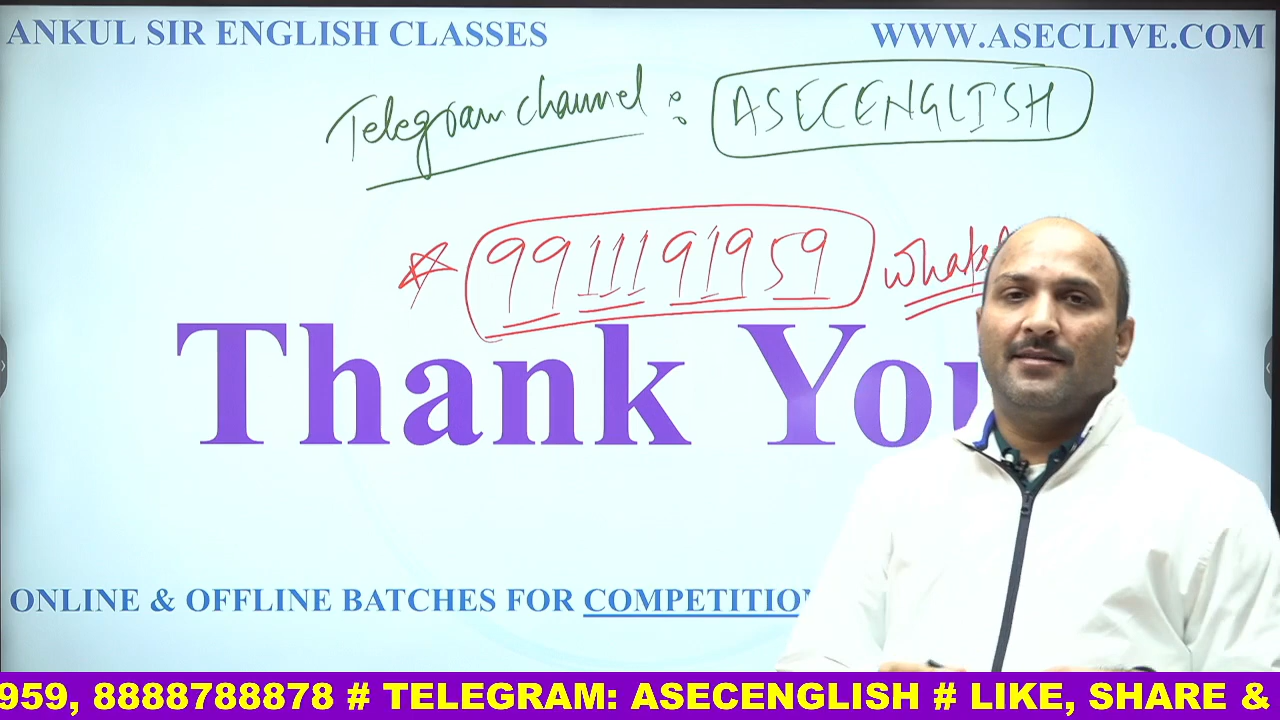 ANKUL SIR ENGLISH CLASSES
WWW.ASECLIVE.COM
Telegram channel : ASECENGLISH
9911191959
Thank You
ONLINE & OFFLINE BATCHES FOR COMPETITIO
959, 8888788878 # TELEGRAM: ASECENGLISH # LIKE, SHARE &